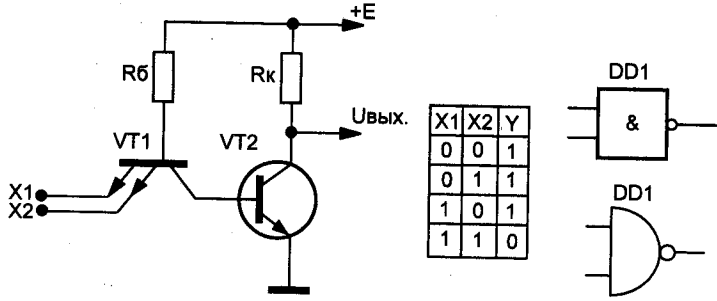 +E
Rб
Rк
Uвых.
VT1
VT2
X1
X2
X1 X2 Y
0 0 1
0 1 1
1 0 1
1 1 0
DD1
&
DD1